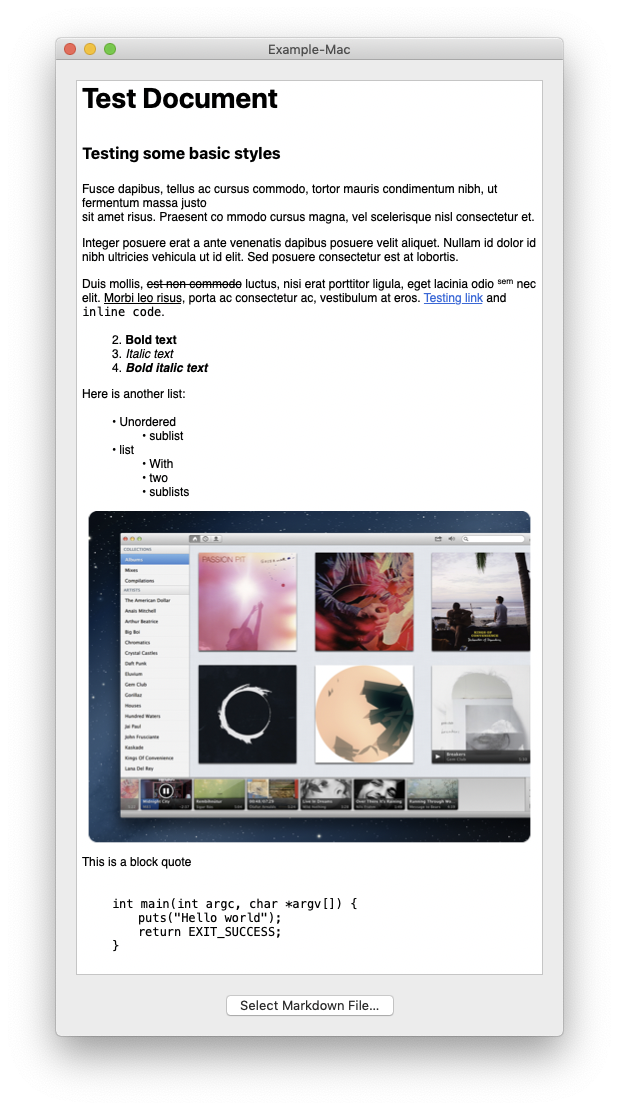 Example-Mac
Test Document
Testing some basic styles
Fusce dapibus, tellus ac cursus commodo, tortor mauris condimentum nibh, ut
fermentum massa justo
sit amet risus. Praesent co mmodo cursus magna, vel scelerisque nisl consectetur et.
Integer posuere erat a ante venenatis dapibus posuere velit aliquet. Nullam id dolor id
nibh ultricies vehicula ut id elit. Sed posuere consectetur est at lobortis.
Duis mollis, est non commodo luctus, nisi erat porttitor ligula, eget lacinia odio sem nec
elit. Morbi leo risus, porta ac consectetur ac, vestibulum at eros. Testing link and
inline code.
2. Bold text
3. Italic text
4. Bold italic text
Here is another list:
• Unordered
• sublist
• list
• With
• two
• sublists
COLLECTIONS
Albums
Mixes
Compilations
ARTISTS
The American Dollar
Anaïs Mitchell
Arthur Beatrice
Big Boi
Chromatics
Crystal Castles
Daft Punk
Eluvium
Gem Club
Gorillaz
Houses
Hundred Waters
Jai Paul
John Frusciante
Kaskade
Kings Of Convenience
Lana Del Rey
PASSION PIT
KINGS OF CONVENIENCE
Breakers
Gem Club
Midnight City
Live In Dreams
Over There It's Raining
Running Through
This is a block quote
int main(int argc, char *argv[]) {
puts("Hello world");
return EXIT_SUCCESS;
}
Select Markdown File...